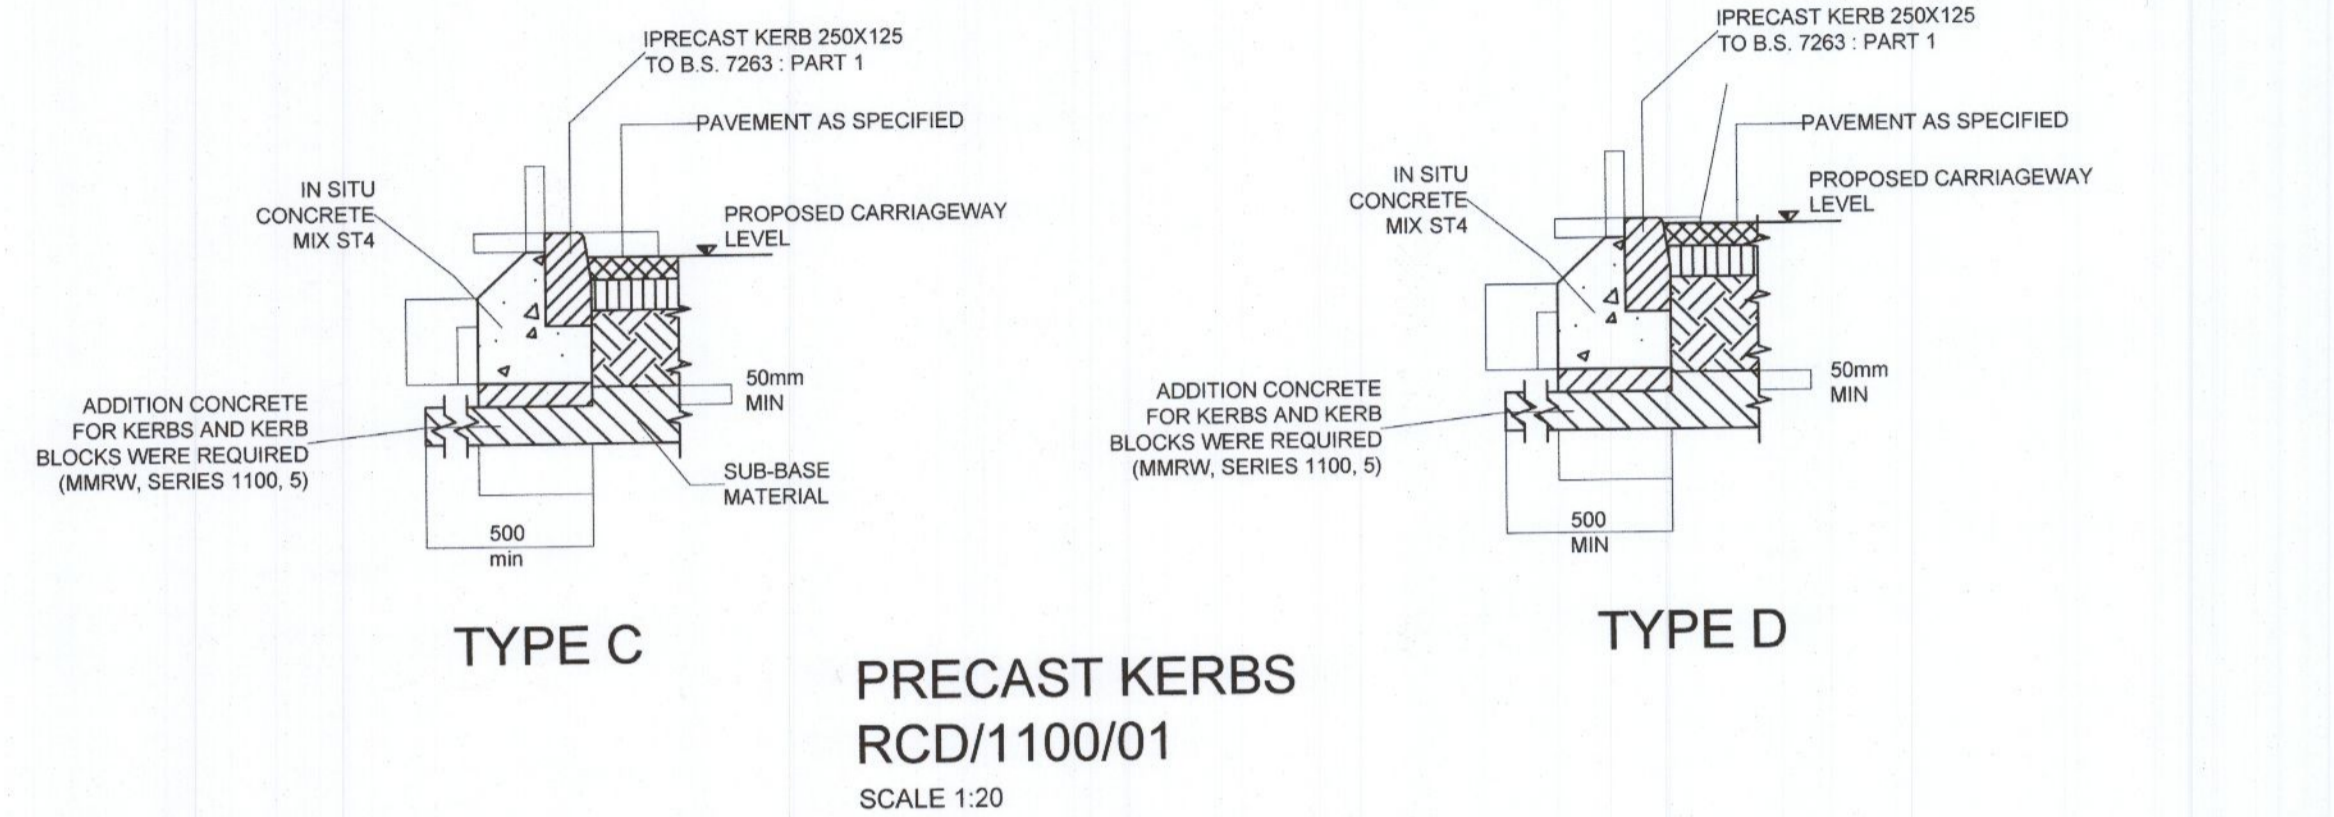 IPRECAST KERB 250X125
TO B.S. 7263 : PART 1
PAVEMENT AS SPECIFIED
IN SITU
CONCRETE
MIX ST4
PROPOSED CARRIAGEWAY
LEVEL
50mm
MIN
ADDITION CONCRETE
FOR KERBS AND KERB
BLOCKS WERE REQUIRED
(MMRW, SERIES 1100, 5)
SUB-BASE
MATERIAL
500
min
TYPE C
IPRECAST KERB 250X125
TO B.S. 7263 : PART 1
PAVEMENT AS SPECIFIED
IN SITU
CONCRETE
MIX ST4
PROPOSED CARRIAGEWAY
LEVEL
50mm
MIN
ADDITION CONCRETE
FOR KERBS AND KERB
BLOCKS WERE REQUIRED
(MMRW, SERIES 1100, 5)
500
MIN
TYPE D
PRECAST KERBS
RCD/1100/01
SCALE 1:20